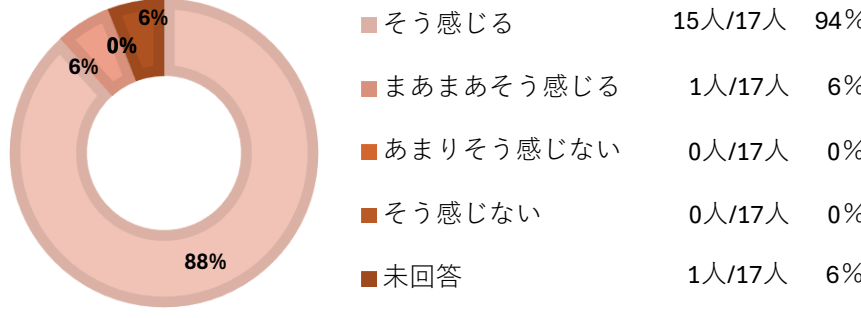 6%
0%
6%
88%
そう感じる 15人/17人 94%
まあまあそう感じる 1人/17人 6%
あまりそう感じない 0人/17人 0%
そう感じない 0人/17人 0%
未回答 1人/17人 6%